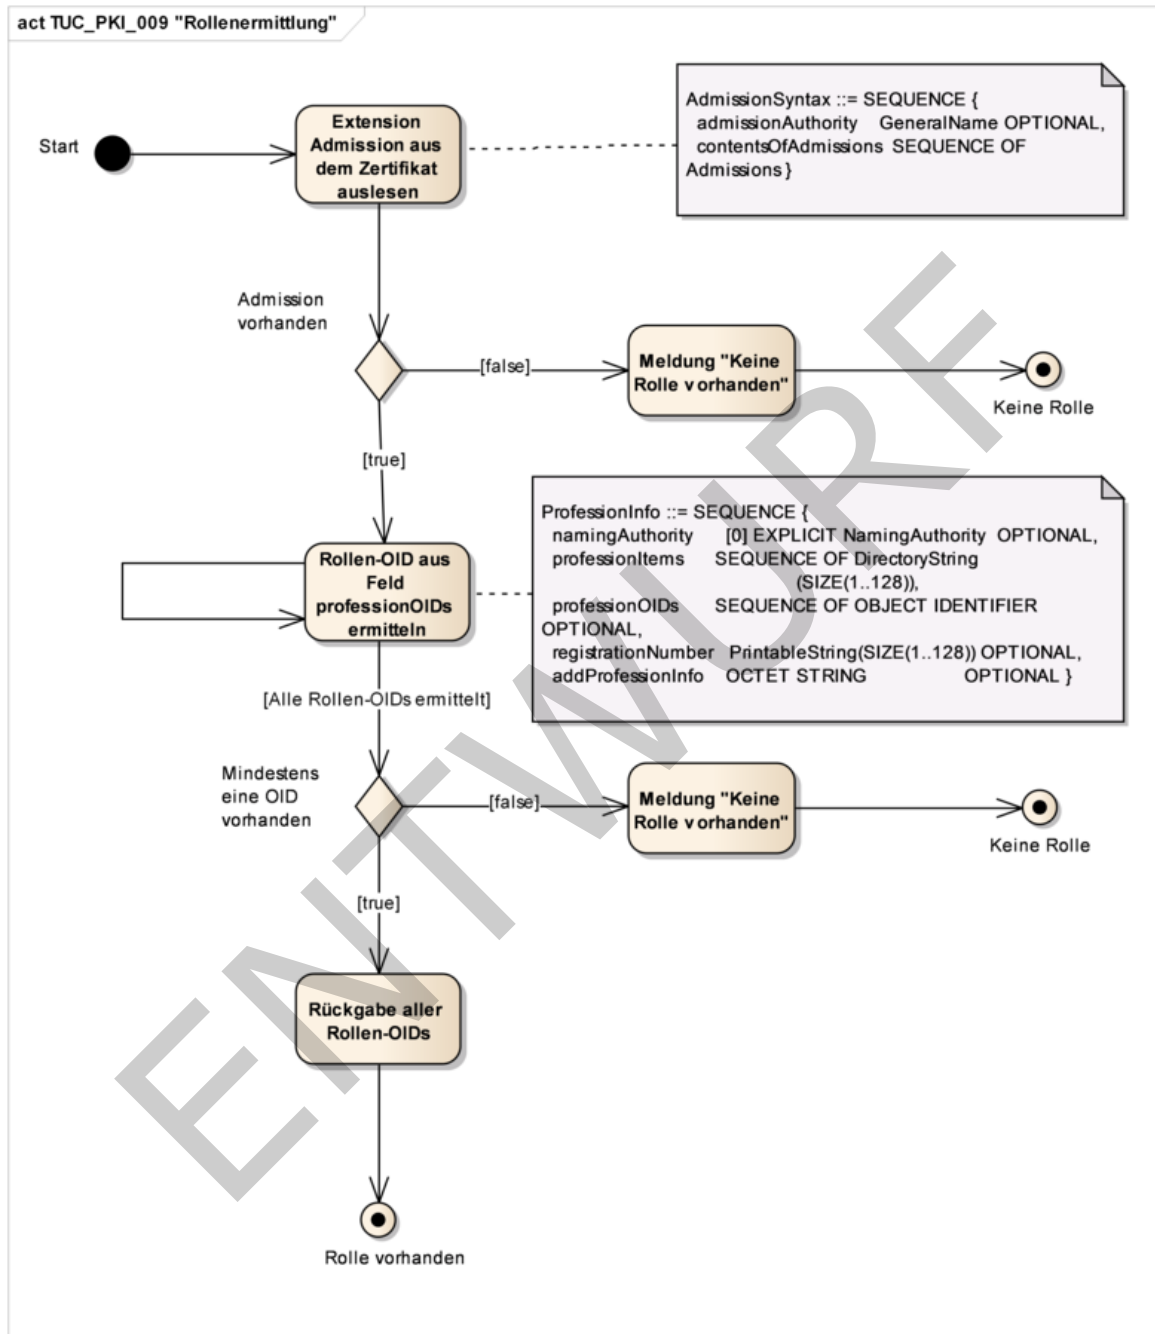 act TUC_PKI_009 "Rollenermittlung"
Start
Extension
Admission aus
dem Zertifikat
auslesen
AdmissionSyntax ::= SEQUENCE {
admissionAuthority GeneralName OPTIONAL,
contentsOfAdmissions SEQUENCE OF
Admissions }
Admission
vorhanden
[false]
Meldung "Keine
Rolle vorhanden"
Keine Rolle
[true]
Rollen-OID aus
Feld
professionOIDs
ermitteln
ProfessionInfo ::= SEQUENCE {
namingAuthority [0] EXPLICIT NamingAuthority OPTIONAL,
professionItems SEQUENCE OF DirectoryString
(SIZE(1..128)),
professionOIDs SEQUENCE OF OBJECT IDENTIFIER
OPTIONAL,
registrationNumber PrintableString(SIZE(1..128)) OPTIONAL,
addProfessionInfo OCTET STRING OPTIONAL }
[Alle Rollen-OIDs ermittelt]
Mindestens
eine OID
vorhanden
[false]
Meldung "Keine
Rolle vorhanden"
Keine Rolle
[true]
Rückgabe aller
Rollen-OIDs
Rolle vorhanden
ENTWURF